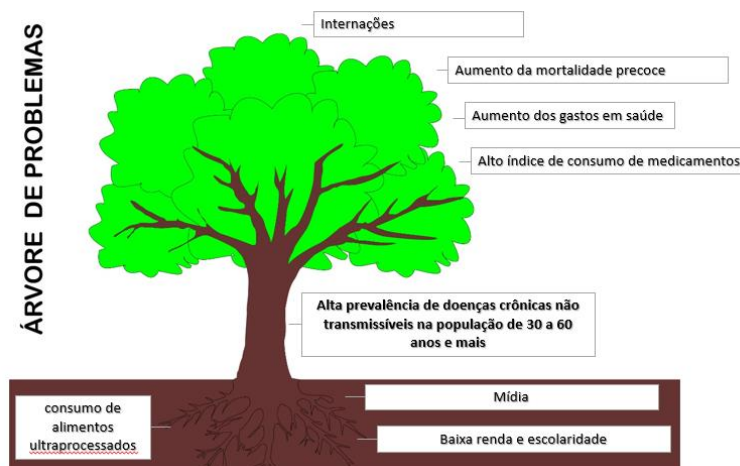 ÁRVORE DE PROBLEMAS
Internações
Aumento da mortalidade precoce
Aumento dos gastos em saúde
Alto índice de consumo de medicamentos
Alta prevalência de doenças crônicas não
transmissíveis na população de 30 a 60
anos e mais
Mídia
consumo de
alimentos
ultraprocessados
Baixa renda e escolaridade